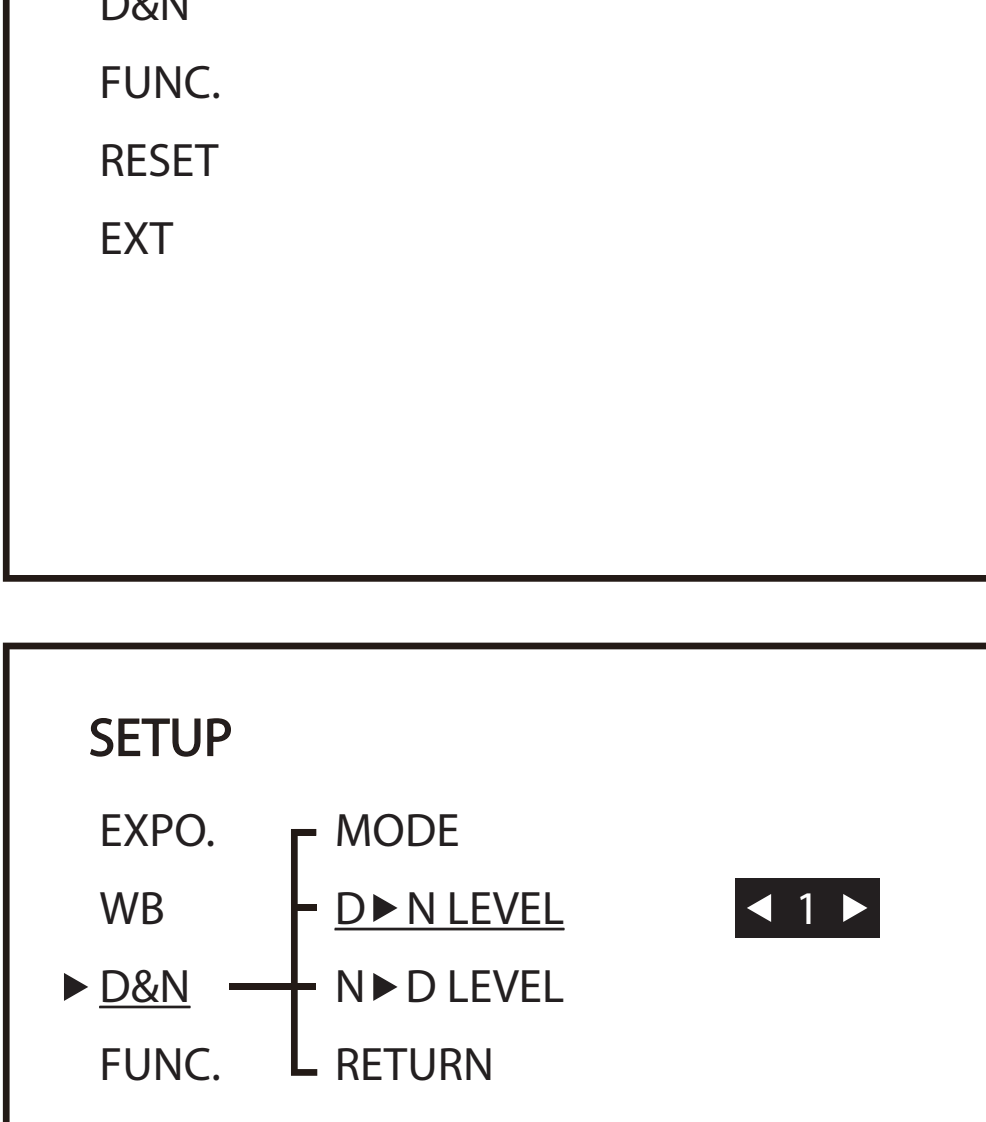 D&N
FUNC.
RESET
EXT
SETUP
EXPO.
MODE
WB
D▶N LEVEL
◀ 1 ▶
▶ D&N
N▶D LEVEL
FUNC.
RETURN